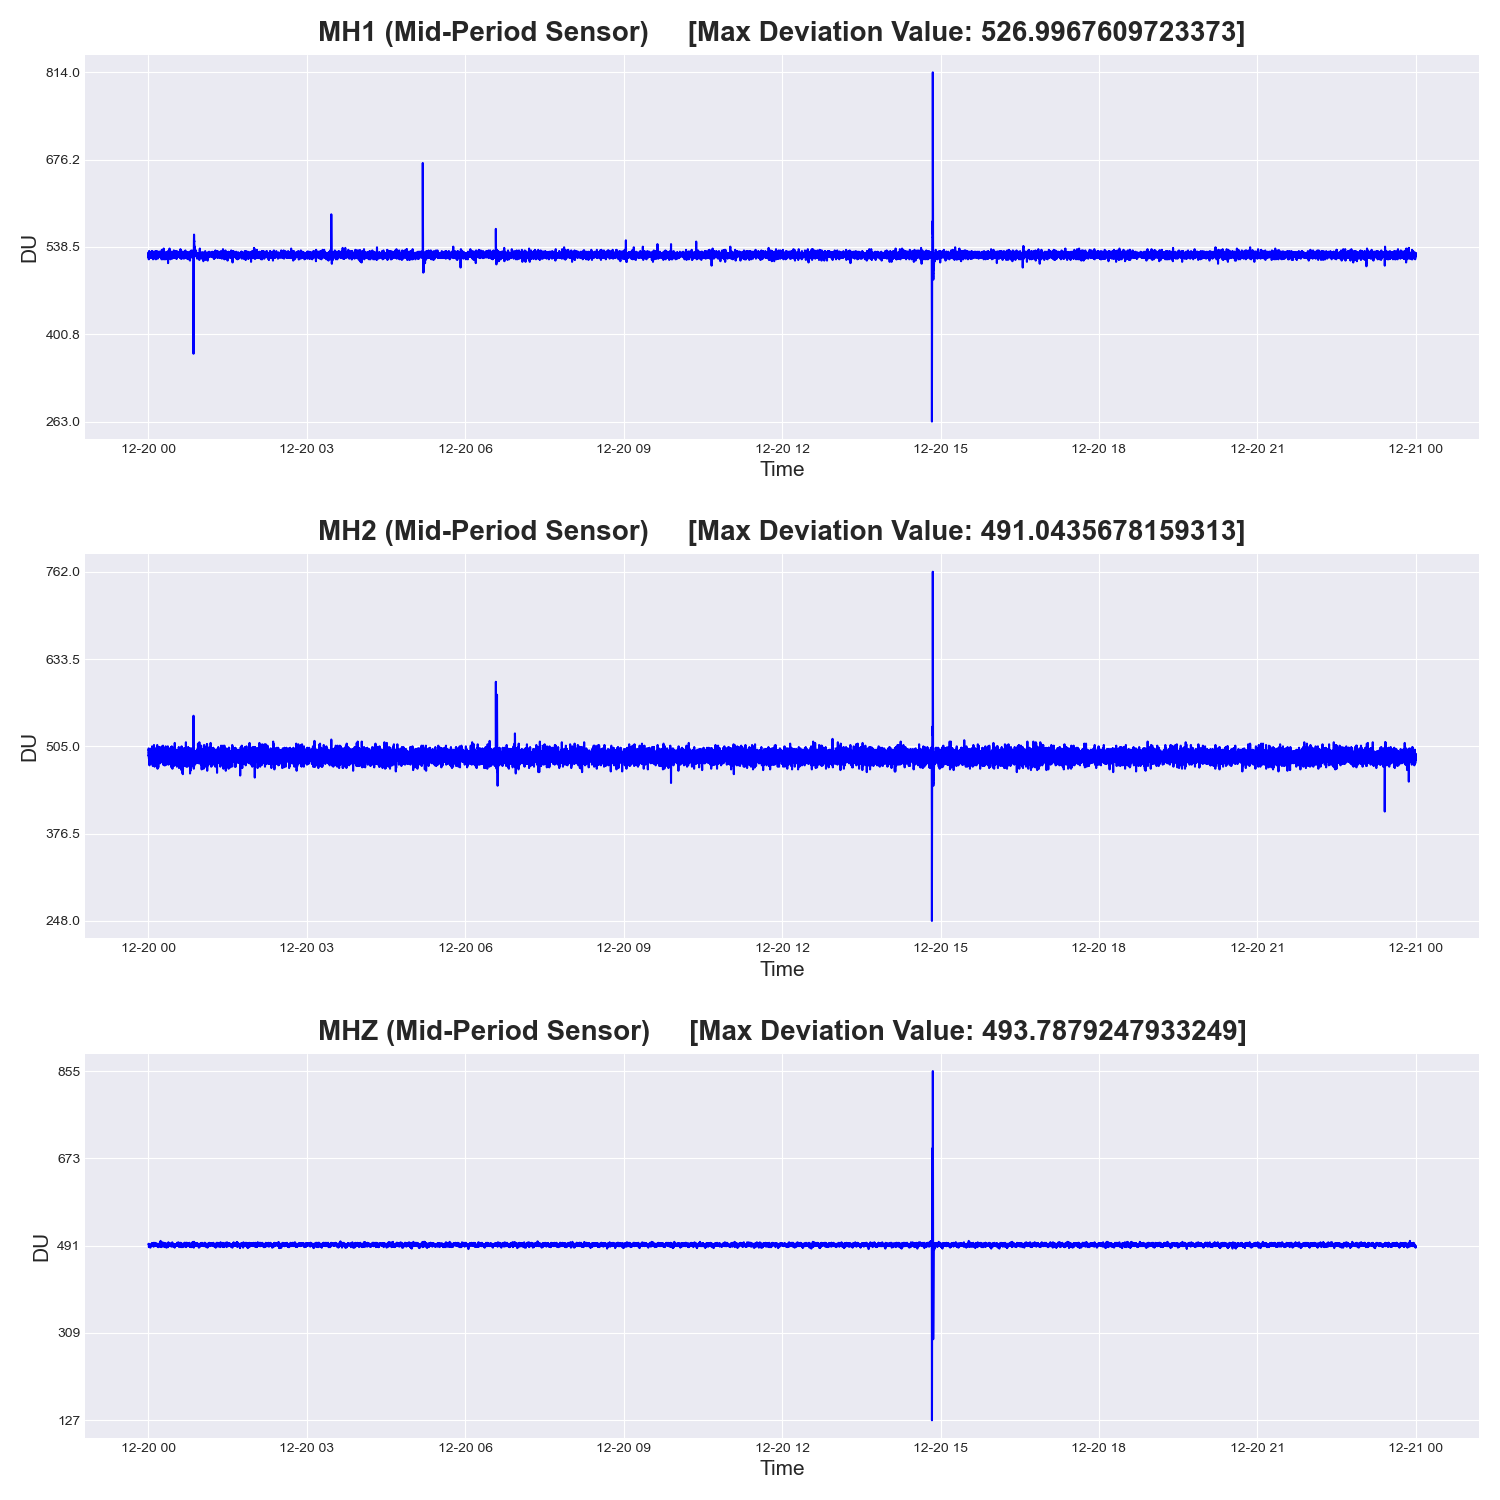 MH1 (Mid-Period Sensor) [Max Deviation Value: 526.9967609723373]
814.0
676.2
538.5
400.8
263.0
DU
12-20 00 12-20 03 12-20 06 12-20 09 12-20 12 12-20 15 12-20 18 12-20 21 12-21 00
Time
MH2 (Mid-Period Sensor) [Max Deviation Value: 491.0435678159313]
762.0
633.5
505.0
376.5
248.0
DU
12-20 00 12-20 03 12-20 06 12-20 09 12-20 12 12-20 15 12-20 18 12-20 21 12-21 00
Time
MHZ (Mid-Period Sensor) [Max Deviation Value: 493.7879247933249]
855
673
491
309
127
DU
12-20 00 12-20 03 12-20 06 12-20 09 12-20 12 12-20 15 12-20 18 12-20 21 12-21 00
Time